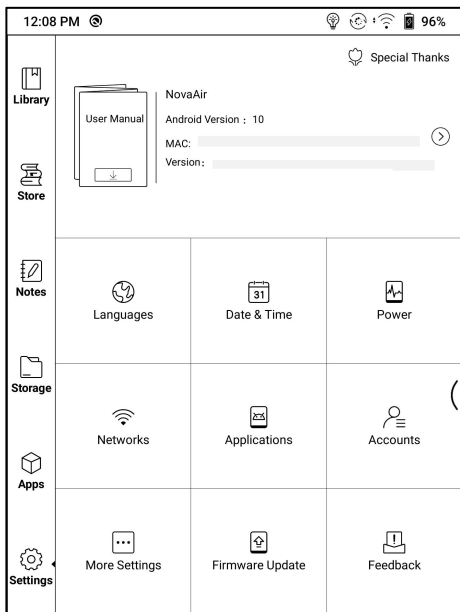 12:08 PM
96%
Special Thanks
Library
Store
Notes
Storage
Apps
Settings
User Manual
NovaAir
Android Version： 10
MAC:
Version：
Languages
31
Date & Time
Power
Networks
Applications
Accounts
More Settings
Firmware Update
Feedback